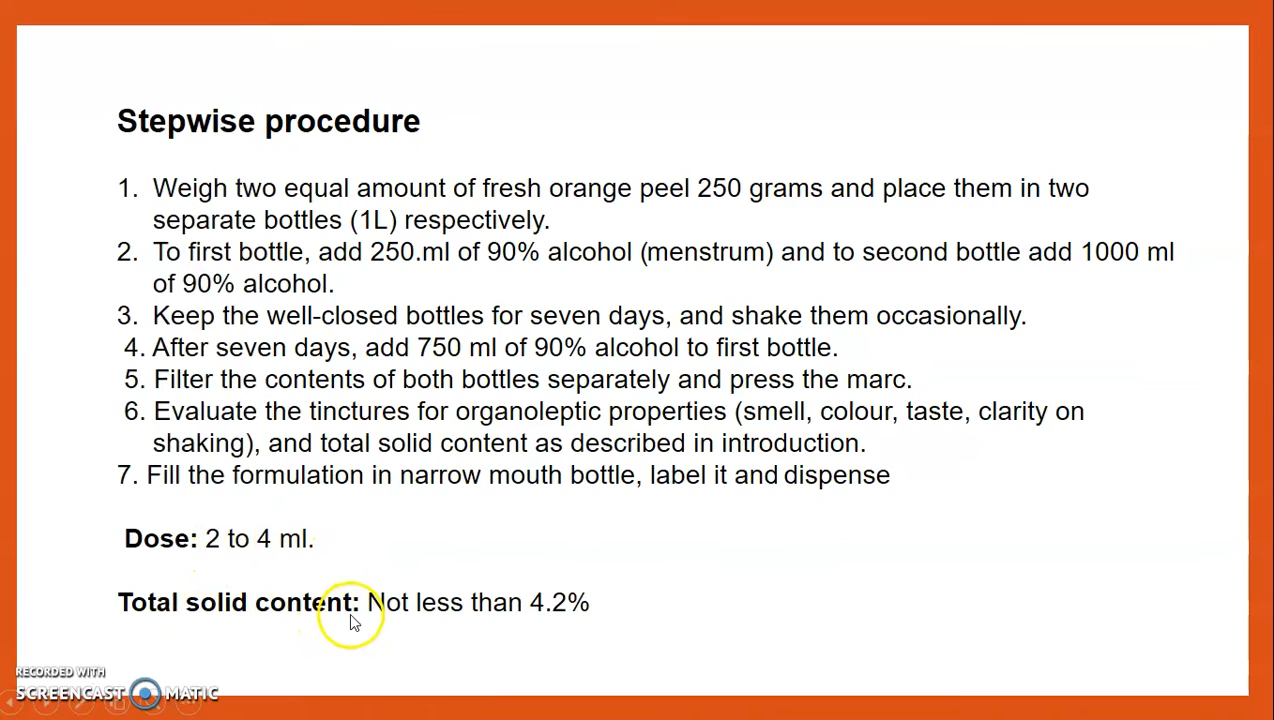 Stepwise procedure
1. Weigh two equal amount of fresh orange peel 250 grams and place them in two
separate bottles (1L) respectively.
2. To first bottle, add 250.ml of 90% alcohol (menstrum) and to second bottle add 1000 ml
of 90% alcohol.
3. Keep the well-closed bottles for seven days, and shake them occasionally.
4. After seven days, add 750 ml of 90% alcohol to first bottle.
5. Filter the contents of both bottles separately and press the marc.
6. Evaluate the tinctures for organoleptic properties (smell, colour, taste, clarity on
shaking), and total solid content as described in introduction.
7. Fill the formulation in narrow mouth bottle, label it and dispense
Dose: 2 to 4 ml.
Total solid content: Not less than 4.2%
RECORDED WITH
SCREENCAST MATIC